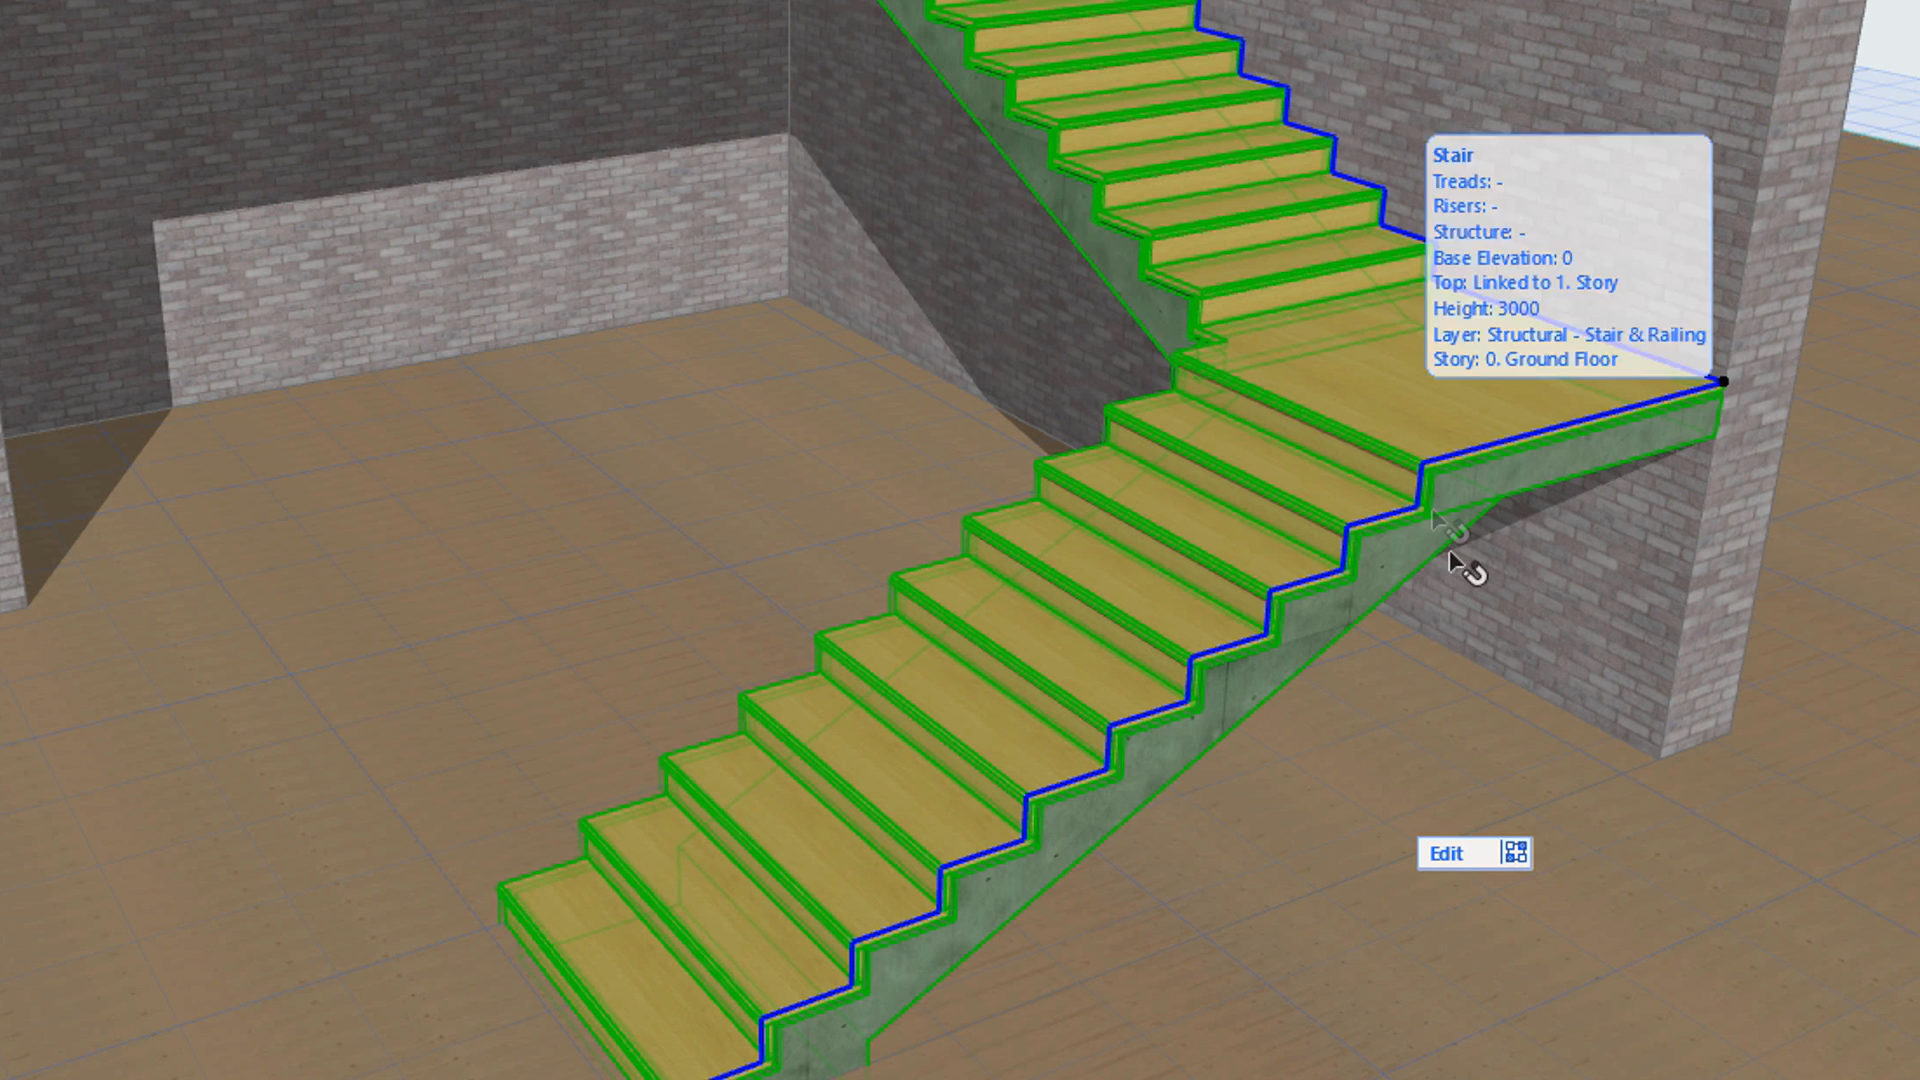 Stair
Treads: -
Risers: -
Structure: -
Base Elevation: 0
Top: Linked to 1. Story
Height: 3000
Layer: Structural - Stair & Railing
Story: 0. Ground Floor
Edit